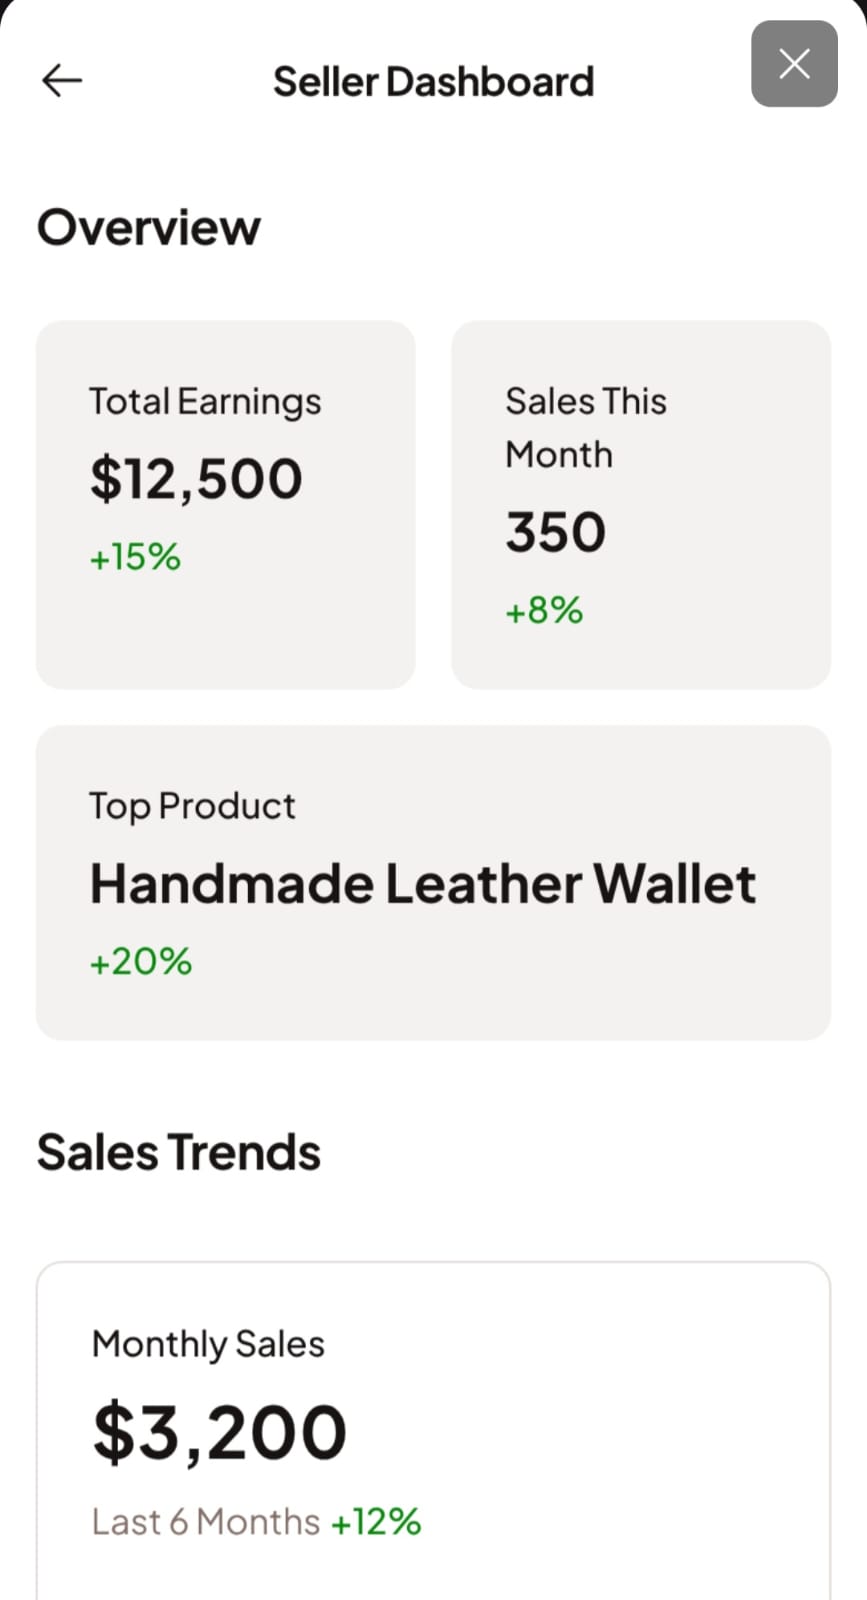 Seller Dashboard
Overview
Total Earnings
$12,500
+15%
Sales This
Month
350
+8%
Top Product
Handmade Leather Wallet
+20%
Sales Trends
Monthly Sales
$3,200
Last 6 Months +12%